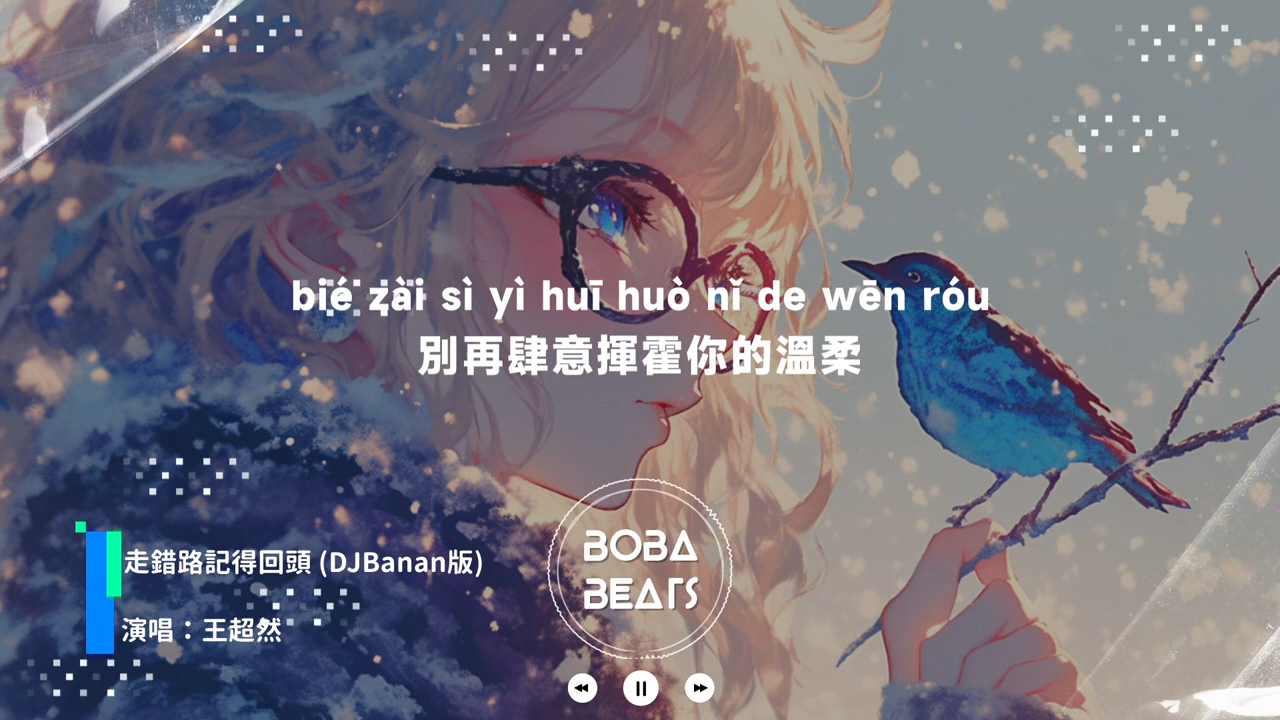 bié zài sì yì huī huò nǐ de wēn róu
別再肆意揮霍你的溫柔
走錯路記得回頭 (DJBanan版)
演唱：王超然
BOBA
BEATS